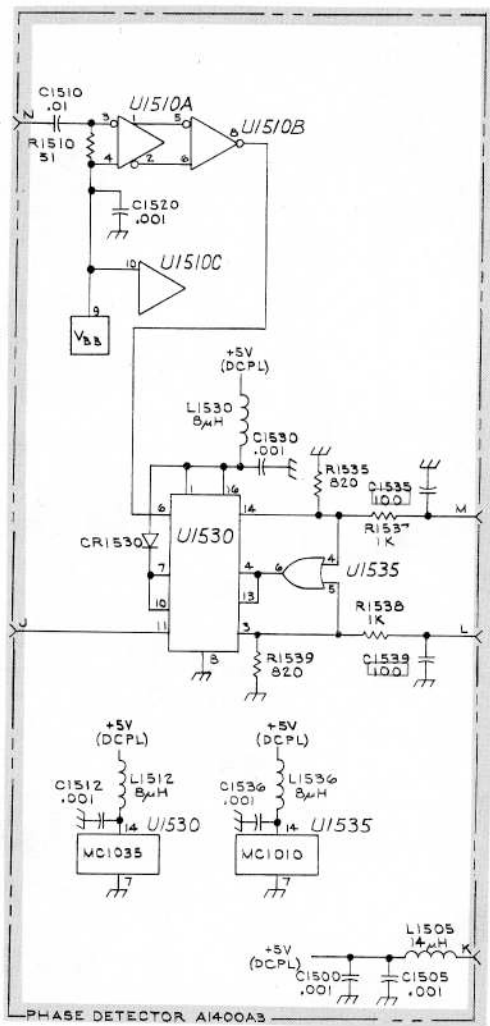 C1510
.01
N
R1510
51
3
4
U1510A
1
2
5
6
8
U1510B
C1520
.001
10
U1510C
9
VBB
+5V
(DCPL)
L1530
8µH
C1530
.001
R1535
820
C1535
100
M
R1537
1K
1
16
6
14
U1530
CR1530
7
4
6
4
5
U1535
10
13
R1538
1K
J
11
3
L
8
R1539
820
C1539
100
+5V
(DCPL)
C1512
.001
L1512
8µH
14
U1530
MC1035
7
+5V
(DCPL)
C1536
.001
L1536
8µH
14
U1535
MC1010
7
L1505
14µH
K
+5V
(DCPL)
C1500
.001
C1505
.001
PHASE DETECTOR A1400A3